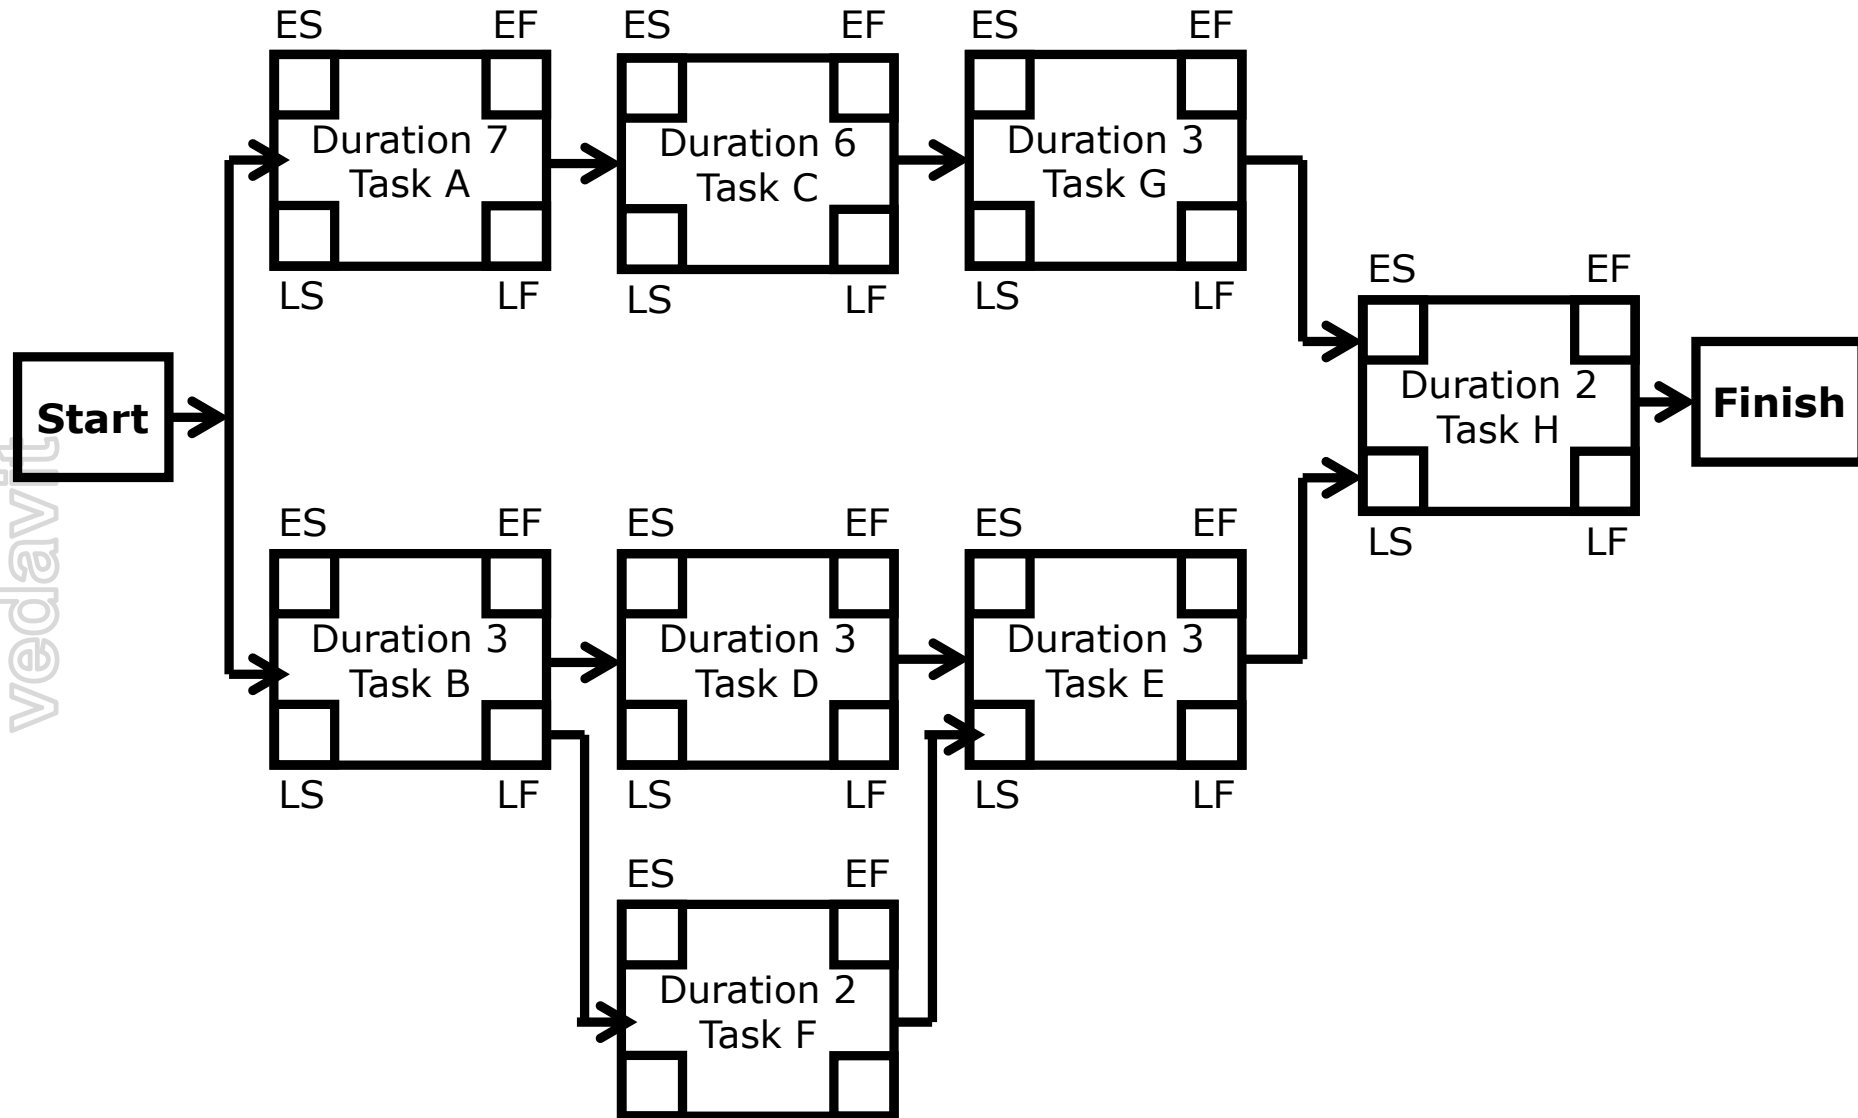 ES EF ES EF ES EF
Duration 7
Task A
Duration 6
Task C
Duration 3
Task G
LS LF LS LF LS LF
ES EF
Duration 2
Task H
LS LF
Start
Finish
ES EF ES EF ES EF
Duration 3
Task B
Duration 3
Task D
Duration 3
Task E
LS LF LS LF LS LF
ES EF
Duration 2
Task F